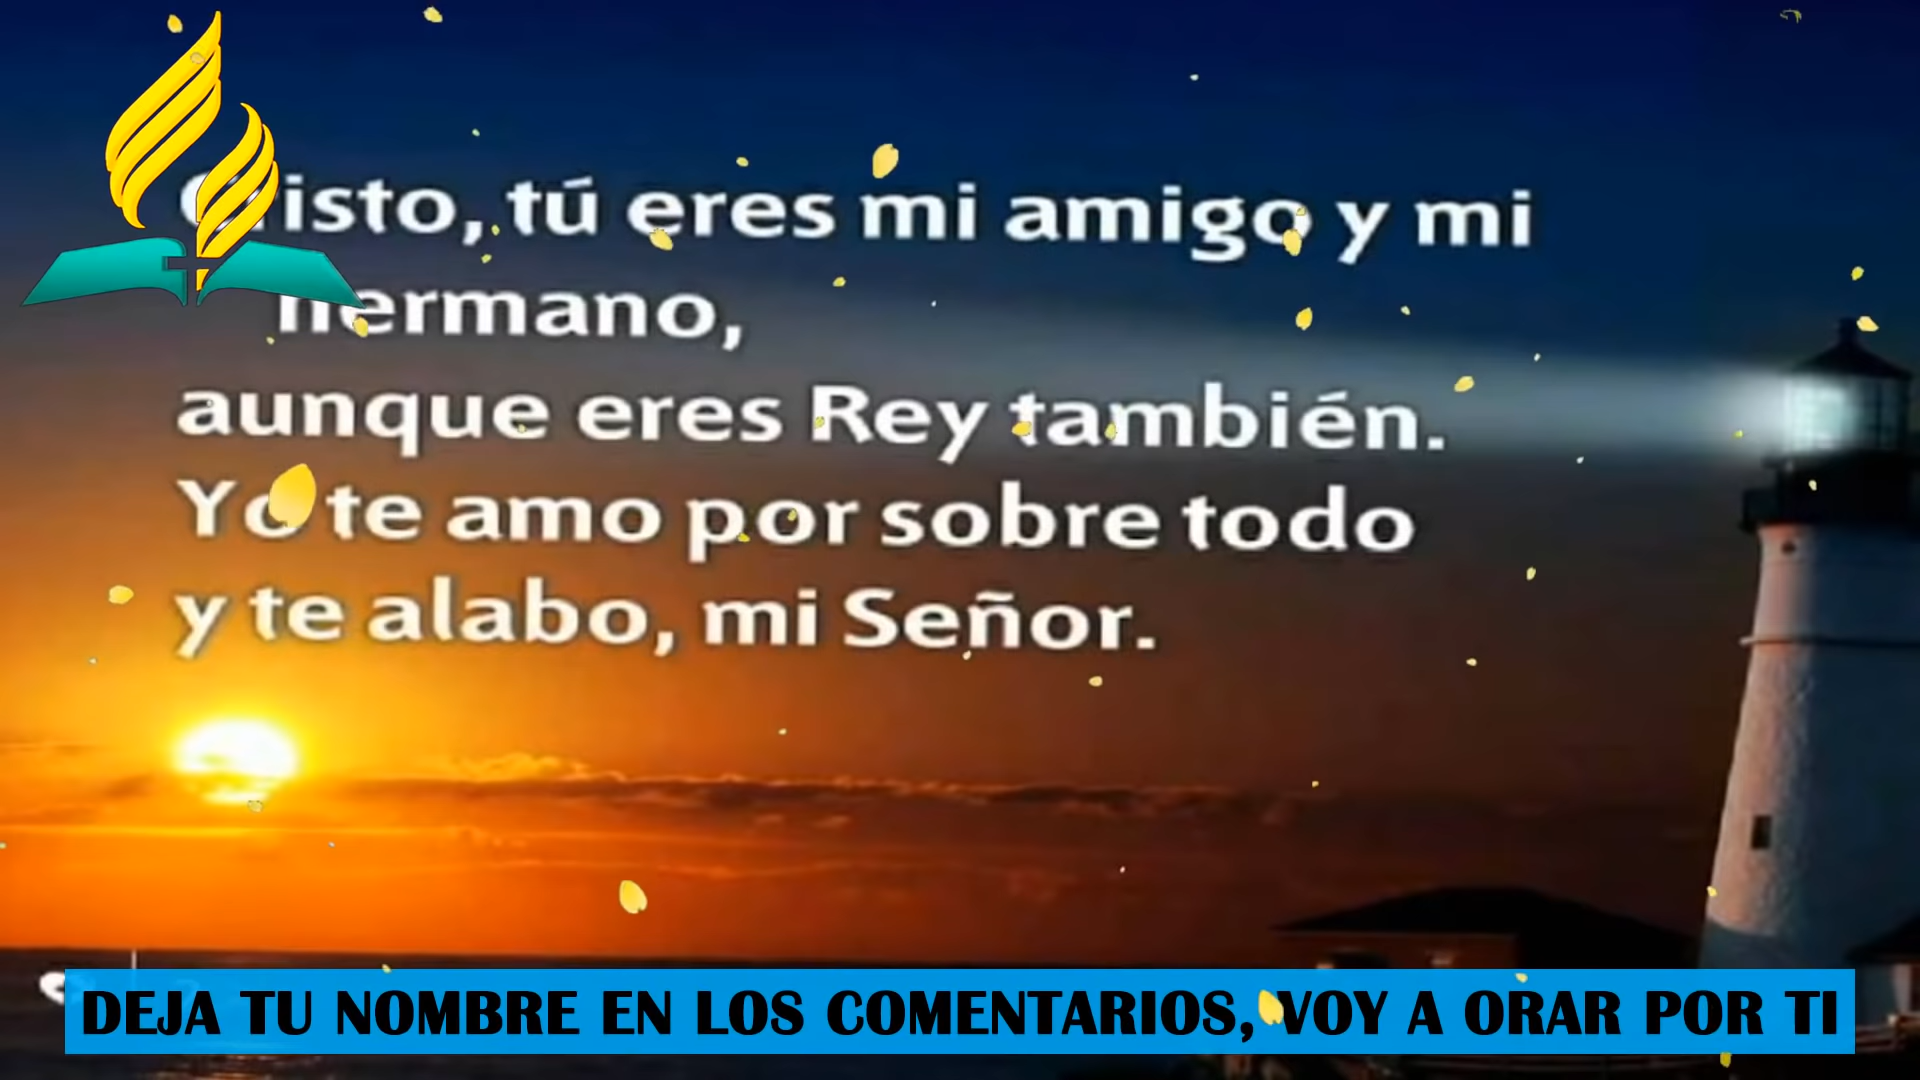 Cristo, tú eres mi amigo y mi
hermano,
aunque eres Rey también.
Yo te amo por sobre todo
y te alabo, mi Señor.
DEJA TU NOMBRE EN LOS COMENTARIOS, VOY A ORAR POR TI